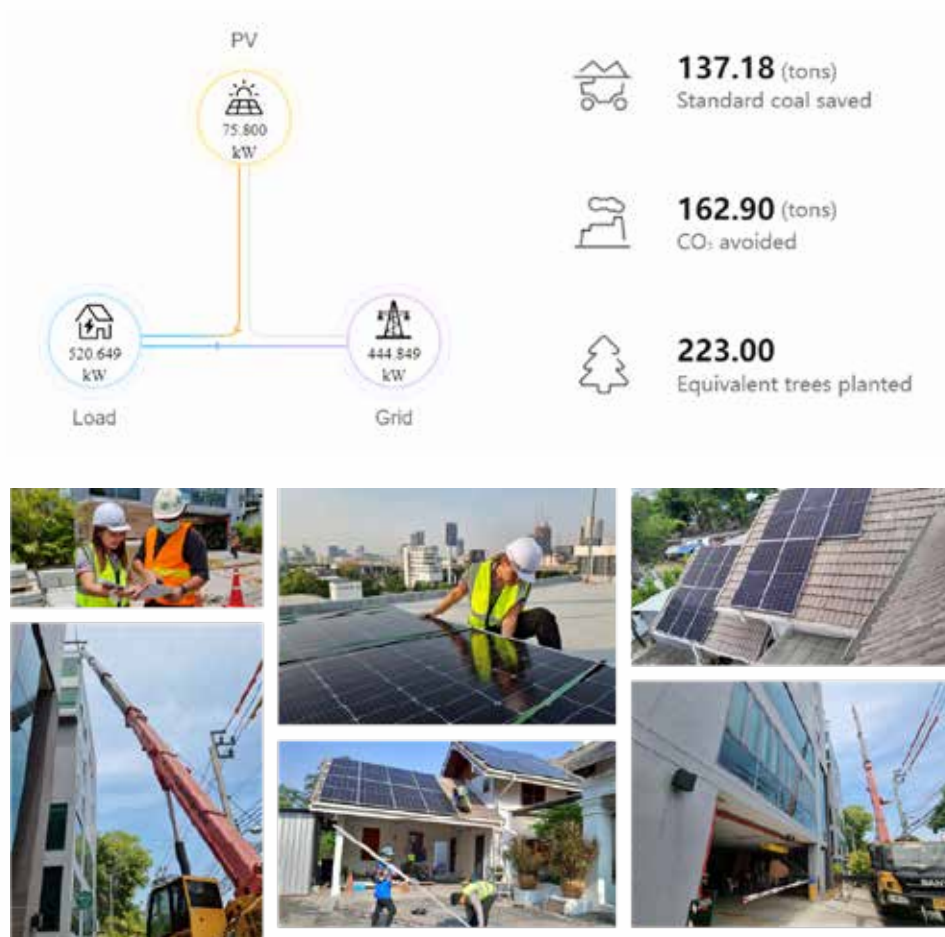 PV
75.800
kW
520.649
kW
Load
444.849
kW
Grid
137.18 (tons)
Standard coal saved
162.90 (tons)
CO₂ avoided
223.00
Equivalent trees planted